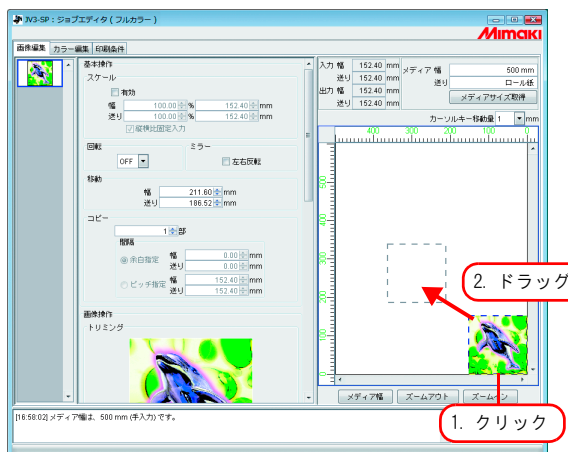 JV3-SP：ジョブエディタ ( フルカラー )
Mimaki
画像編集 カラー編集 印刷条件
基本操作
スケール
有効
幅 100.00 % 152.40 mm
送り 100.00 % 152.40 mm
縦横比固定入力
回転 ミラー
OFF 左右反転
移動
幅 211.60 mm
送り 186.52 mm
コピー
1 部
間隔
余白指定 幅 0.00 mm
送り 0.00 mm
ピッチ指定 幅 152.40 mm
送り 152.40 mm
画像操作
トリミング
入力 幅 152.40 mm
送り 152.40 mm
出力 幅 152.40 mm
送り 152.40 mm
メディア 幅 500 mm
送り ロール紙
メディアサイズ取得
カーソルキー移動量 1 mm
400 300 200 100 0
500
400
300
200
100
0
2. ドラッグ
メディア幅 ズームアウト ズームイン
1. クリック
[16:58:02] メディア幅は、500 mm (手入力) です。